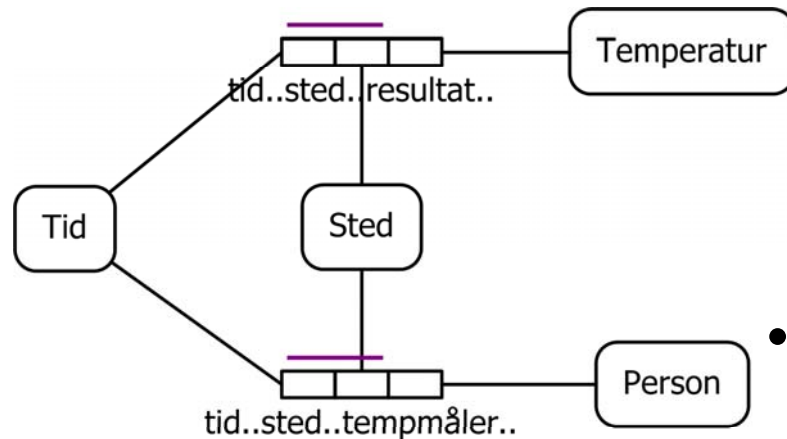 Temperatur
tid..sted..resultat..
Tid
Sted
Person
tid..sted..tempmåler..